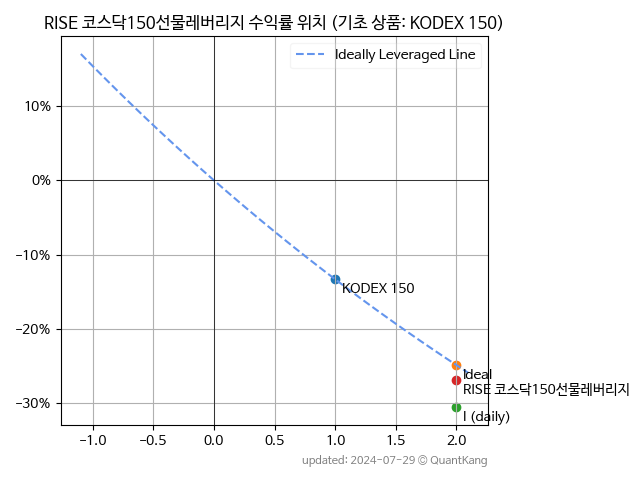 RISE 코스닥150선물레버리지 수익률 위치 (기초 상품: KODEX 150)
Ideally Leveraged Line
10%
0%
−10%
−20%
−30%
KODEX 150
Ideal
RISE 코스닥150선물레버리지
I (daily)
−1.0 −0.5 0.0 0.5 1.0 1.5 2.0
updated: 2024-07-29 © QuantKang